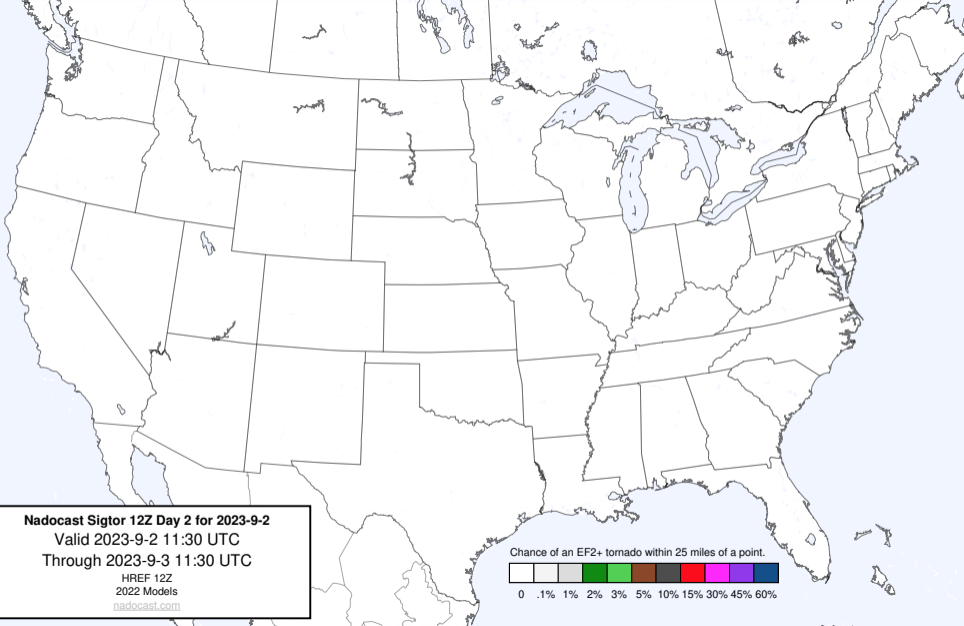 Nadocast Sigtor 12Z Day 2 for 2023-9-2
Valid 2023-9-2 11:30 UTC
Through 2023-9-3 11:30 UTC
HREF 12Z
2022 Models
nadocast.com
Chance of an EF2+ tornado within 25 miles of a point.
0 .1% 1% 2% 3% 5% 10% 15% 30% 45% 60%